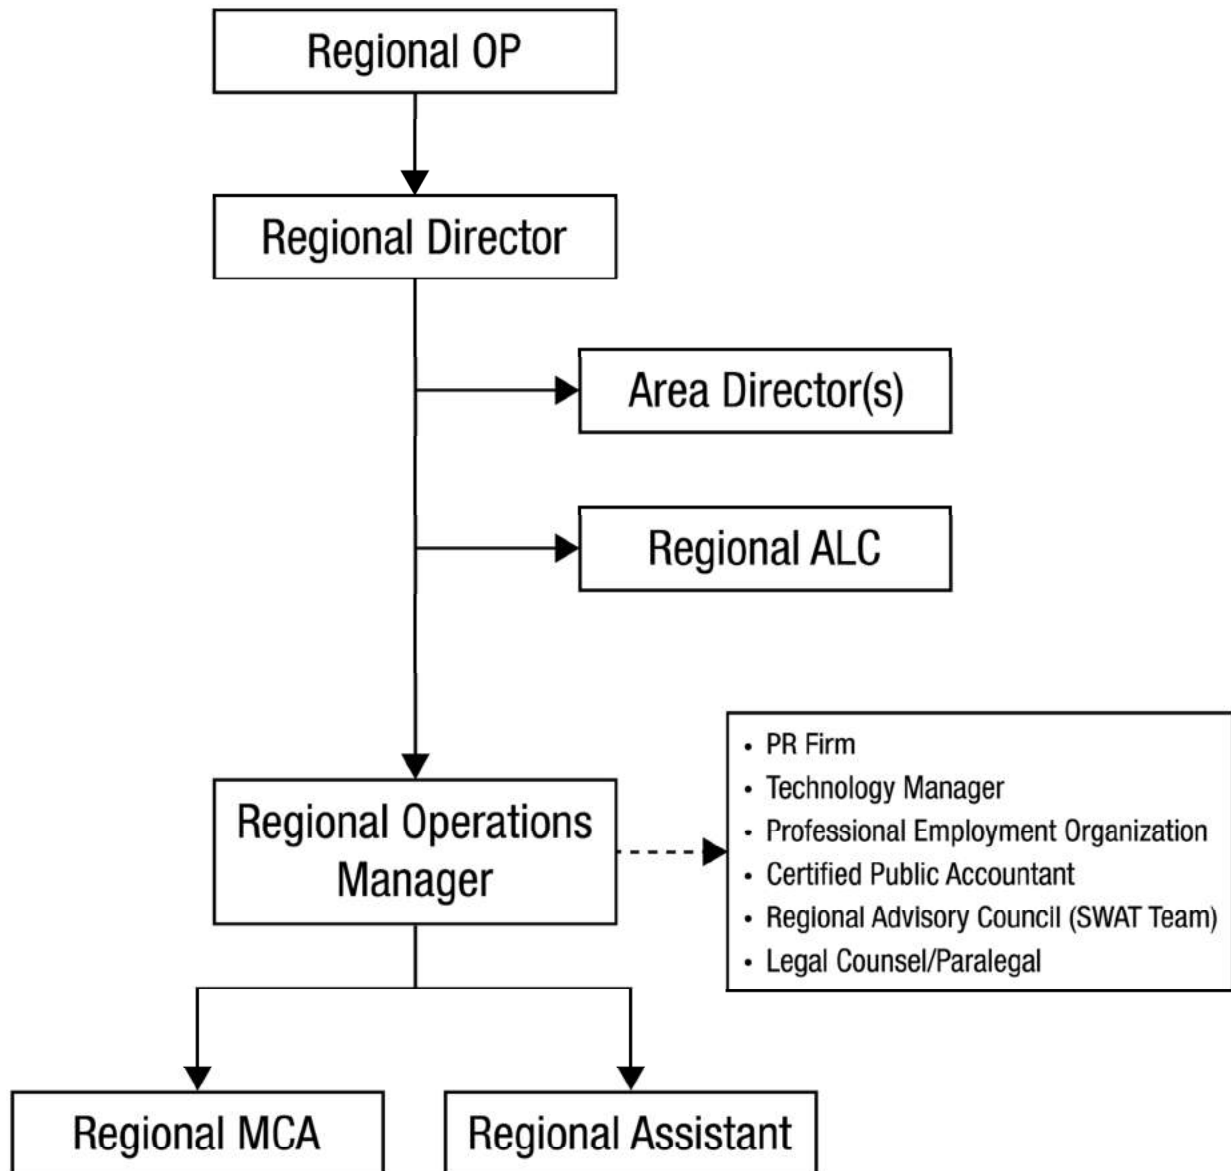 Regional OP
Regional Director
Area Director(s)
Regional ALC
Regional Operations
Manager
• PR Firm
• Technology Manager
• Professional Employment Organization
• Certified Public Accountant
• Regional Advisory Council (SWAT Team)
• Legal Counsel/Paralegal
Regional MCA
Regional Assistant